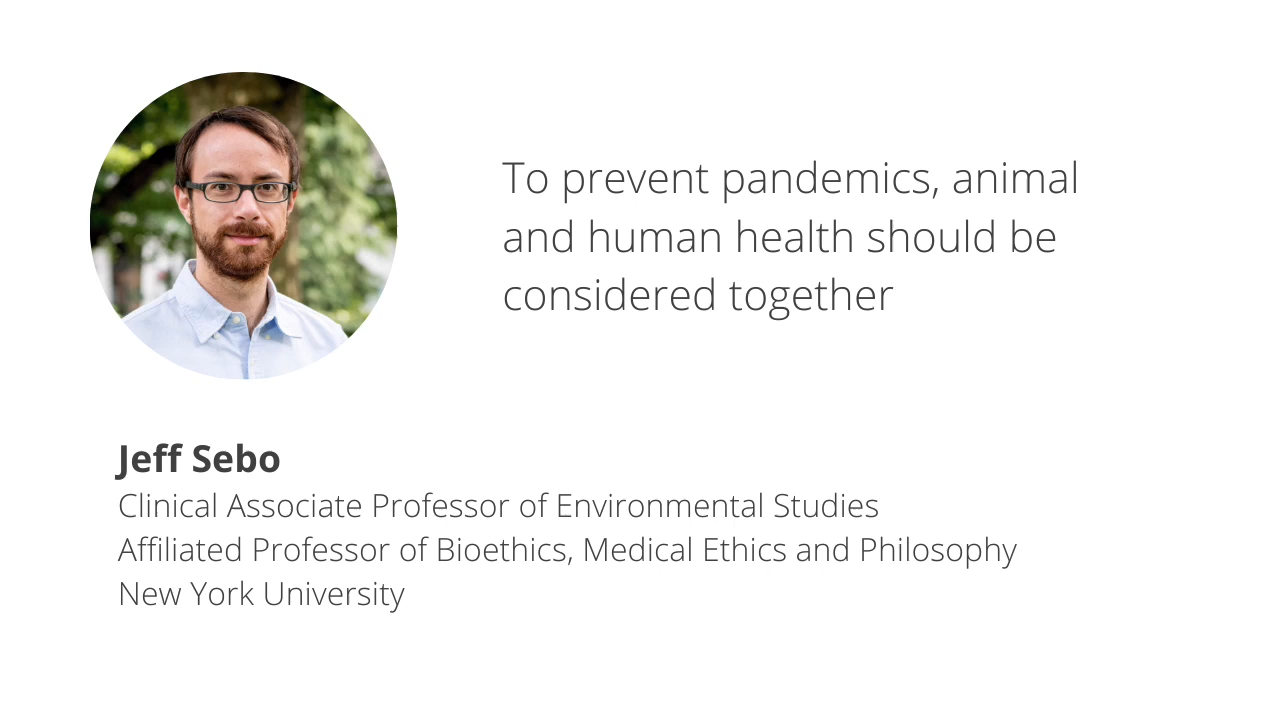 To prevent pandemics, animal
and human health should be
considered together
Jeff Sebo
Clinical Associate Professor of Environmental Studies
Affiliated Professor of Bioethics, Medical Ethics and Philosophy
New York University